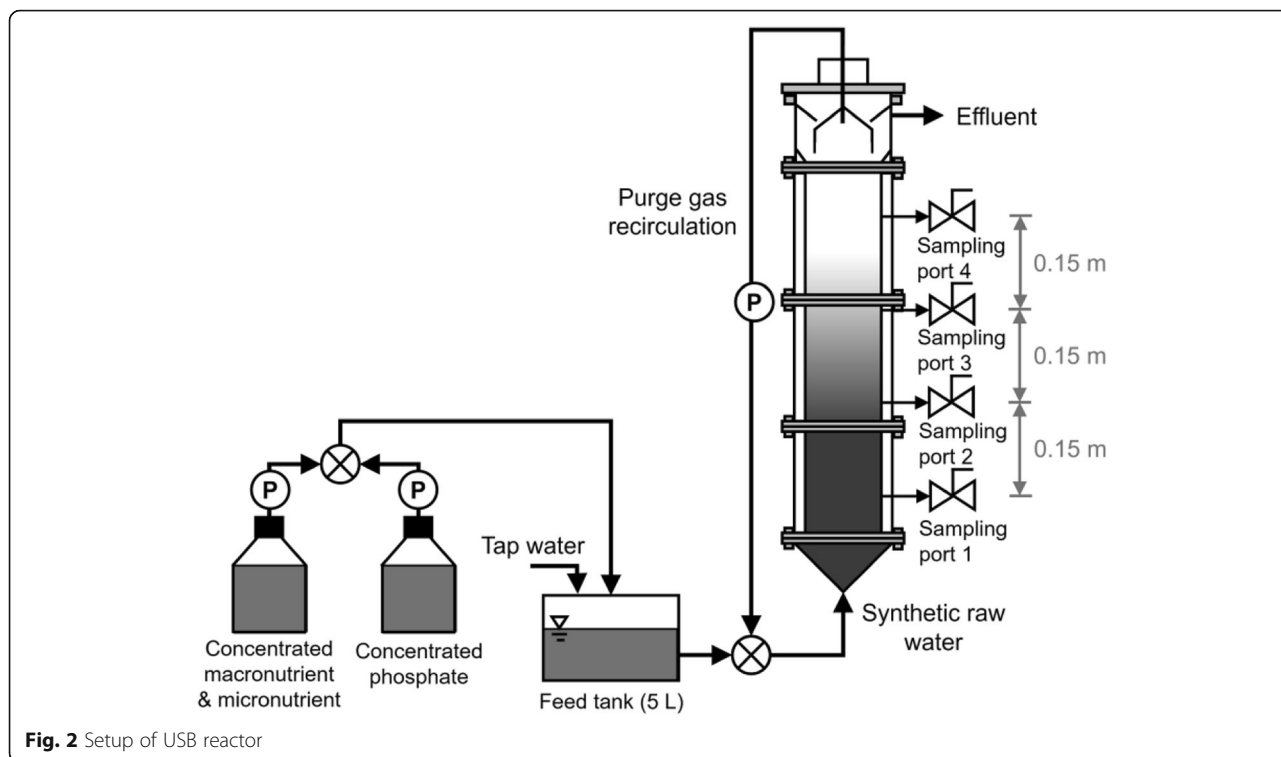 Effluent
Purge gas
recirculation
P
Sampling
port 4
0.15 m
Sampling
port 3
0.15 m
Sampling
port 2
0.15 m
Sampling
port 1
P
P
Tap water
Synthetic raw
water
Concentrated
macronutrient
& micronutrient
Concentrated
phosphate
Feed tank (5 L)
Fig. 2 Setup of USB reactor